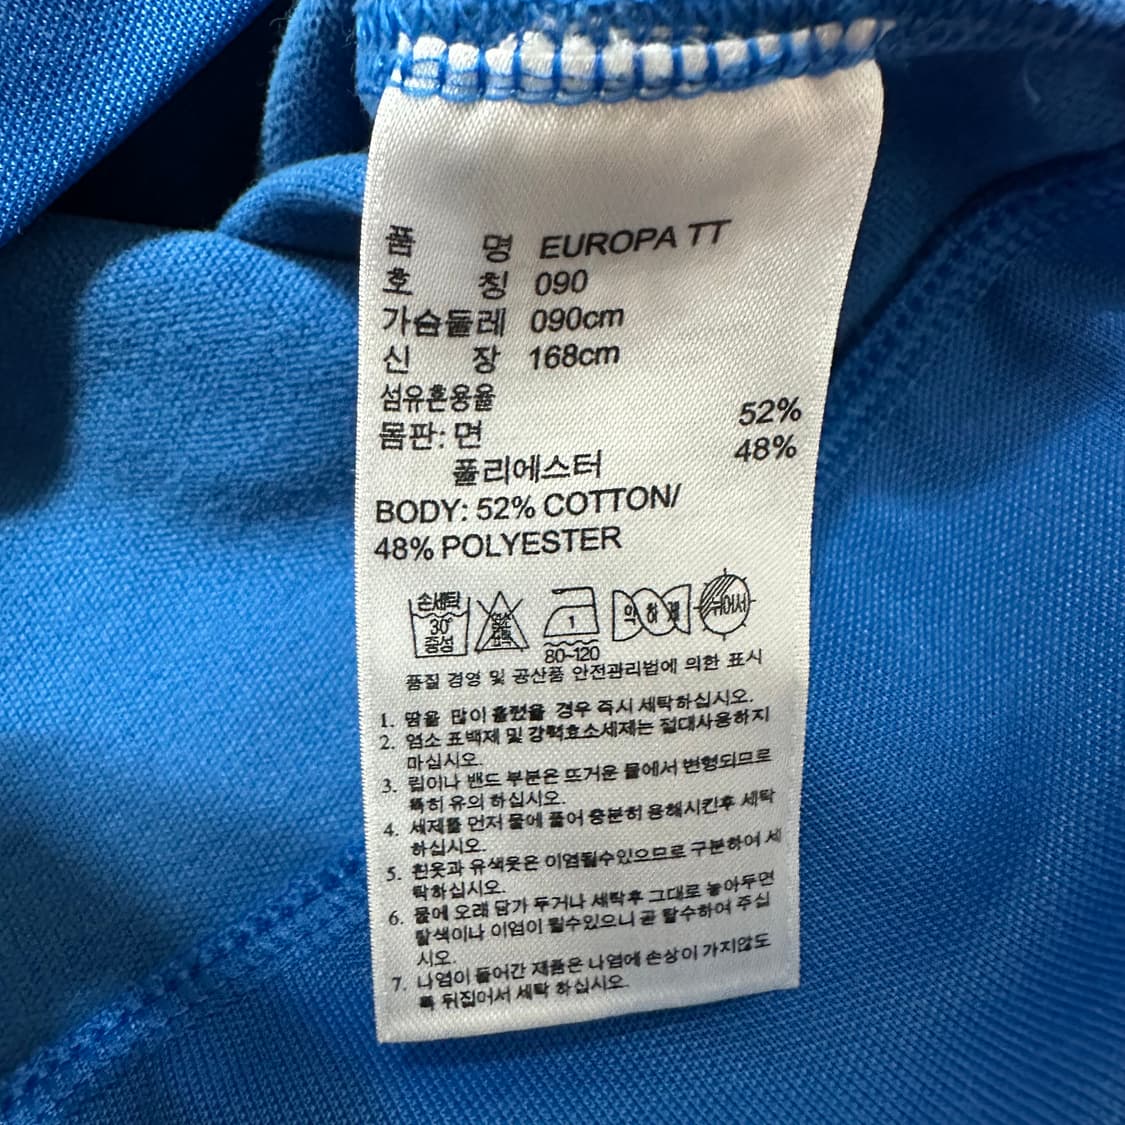 품 명 EUROPA TT
호 칭 090
가슴둘레 090cm
신 장 168cm
섬유혼용율
몸판: 면 52%
폴리에스터 48%
BODY: 52% COTTON/
48% POLYESTER
손세탁 30° 중성 염소 표백 1 80~120 약하게 뉘어서
품질 경영 및 공산품 안전관리법에 의한 표시
1. 땀을 많이 흘렸을 경우 즉시 세탁하십시오.
2. 염소 표백제 및 강력효소세제는 절대사용하지
마십시오.
3. 립이나 밴드 부분은 뜨거운 물에서 변형되므로
특히 유의 하십시오.
4. 세제를 먼저 물에 풀어 충분히 용해시킨후 세탁
하십시오.
5. 흰옷과 유색옷은 이염될수있으므로 구분하여 세
탁하십시오.
6. 물에 오래 담가 두거나 세탁후 그대로 놓아두면
탈색이나 이염이 될수있으니 곧 탈수하여 주십
시오.
7. 나염이 들어간 제품은 나염에 손상이 가지않도
록 뒤집어서 세탁 하십시오.